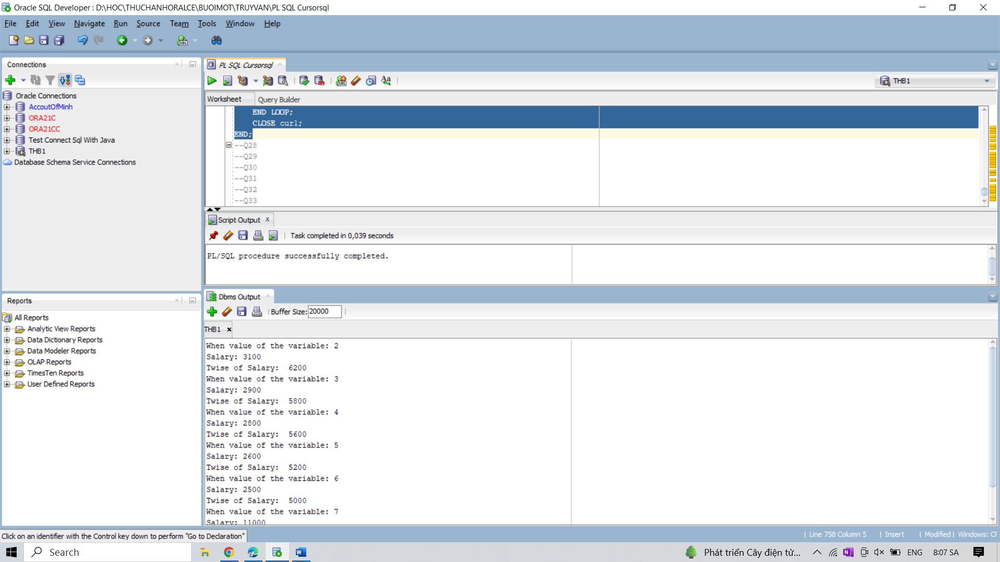 Oracle SQL Developer : D:\HOC\THUCHANHORALCE\BUOIMOT\TRUYVAN\PL SQL Cursorsql
File Edit View Navigate Run Source Team Tools Window Help
Connections
Oracle Connections
AccoutOfMinh
ORA21C
ORA21CC
Test Connect Sql With Java
THB1
Database Schema Service Connections
Reports
All Reports
Analytic View Reports
Data Dictionary Reports
Data Modeler Reports
OLAP Reports
TimesTen Reports
User Defined Reports
PL SQL Cursorsql
THB1
Worksheet Query Builder
END LOOP;
CLOSE cur1;
END;
--Q28
--Q29
--Q30
--Q31
--Q32
--Q33
Script Output
Task completed in 0,039 seconds
PL/SQL procedure successfully completed.
Dbms Output
Buffer Size: 20000
THB1
When value of the variable: 2
Salary: 3100
Twise of Salary:  6200
When value of the variable: 3
Salary: 2900
Twise of Salary:  5800
When value of the variable: 4
Salary: 2800
Twise of Salary:  5600
When value of the variable: 5
Salary: 2600
Twise of Salary:  5200
When value of the variable: 6
Salary: 2500
Twise of Salary:  5000
When value of the variable: 7
Salary: 11000
Click on an identifier with the Control key down to perform "Go to Declaration"
| Line 758 Column 5 | Insert | Modified | Windows: CF
Search
Phát triển Cây điện tử... ENG 8:07 SA